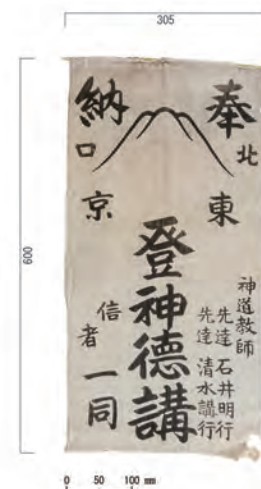 305
600
奉納
北口
東京
神道教師
先達 石井明行
先達 清水講行
登神徳講
信者一同
0 50 100 mm